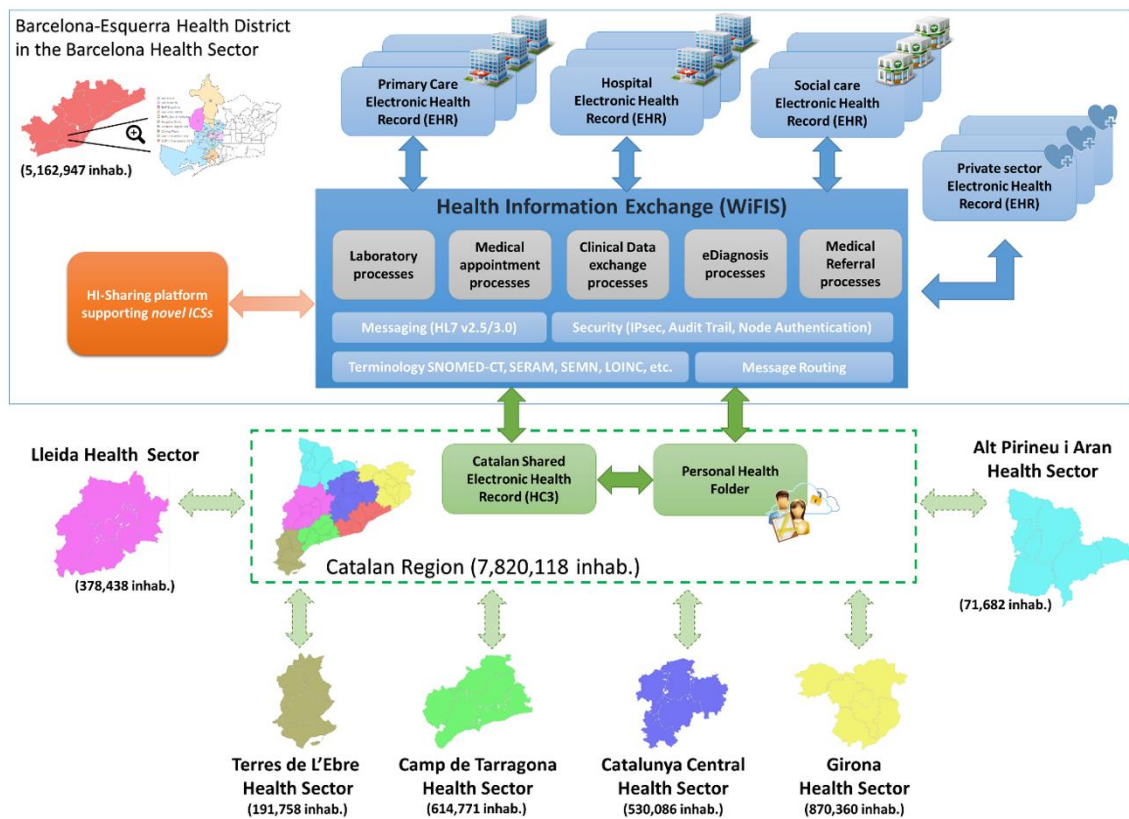 Barcelona-Esquerra Health District
in the Barcelona Health Sector
(5,162,947 inhab.)
Primary Care
Electronic Health
Record (EHR)
Hospital
Electronic Health
Record (EHR)
Social care
Electronic Health
Record (EHR)
Private sector
Electronic Health
Record (EHR)
Health Information Exchange (WiFIS)
Laboratory
processes
Medical
appointment
processes
Clinical Data
exchange
processes
eDiagnosis
processes
Medical
Referral
processes
HI-Sharing platform
supporting novel ICSs
Messaging (HL7 v2.5/3.0)
Security (IPsec, Audit Trail, Node Authentication)
Terminology SNOMED-CT, SERAM, SEMN, LOINC, etc.
Message Routing
Lleida Health Sector
(378,438 inhab.)
Catalan Shared
Electronic Health
Record (HC3)
Personal Health
Folder
Catalan Region (7,820,118 inhab.)
Alt Pirineu i Aran
Health Sector
(71,682 inhab.)
Terres de L'Ebre
Health Sector
(191,758 inhab.)
Camp de Tarragona
Health Sector
(614,771 inhab.)
Catalunya Central
Health Sector
(530,086 inhab.)
Girona
Health Sector
(870,360 inhab.)